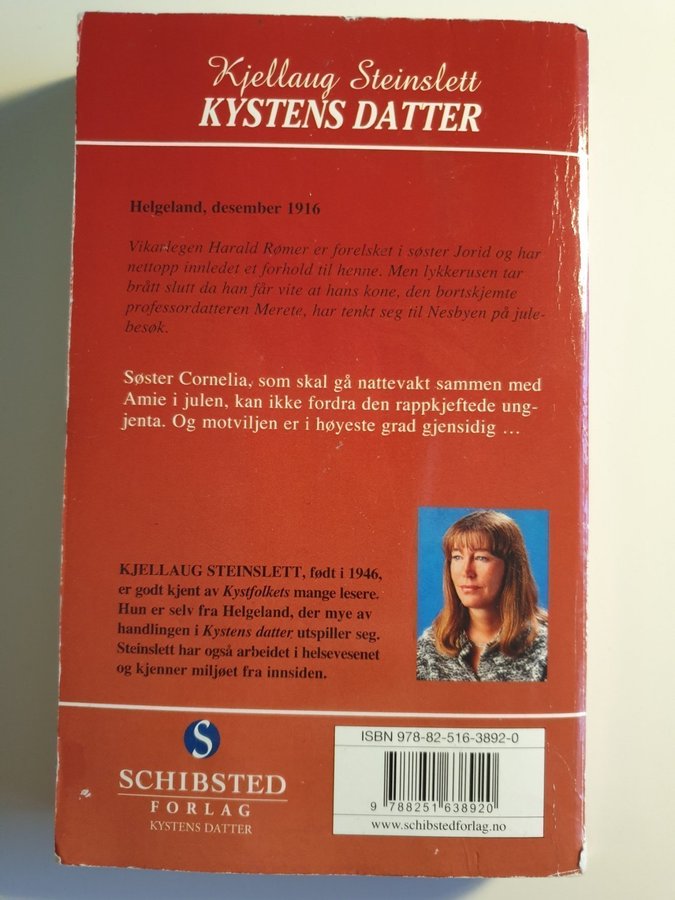 Kjellaug Steinslett
KYSTENS DATTER
Helgeland, desember 1916
Vikarlegen Harald Rømer er forelsket i søster Jorid og har
nettopp innledet et forhold til henne. Men lykkerusen tar
brått slutt da han får vite at hans kone, den bortskjemte
professordatteren Merete, har tenkt seg til Nesbyen på jule-
besøk.
Søster Cornelia, som skal gå nattevakt sammen med
Amie i julen, kan ikke fordra den rappkjeftede ung-
jenta. Og motviljen er i høyeste grad gjensidig …
KJELLAUG STEINSLETT, født i 1946,
er godt kjent av Kystfolkets mange lesere.
Hun er selv fra Helgeland, der mye av
handlingen i Kystens datter utspiller seg.
Steinslett har også arbeidet i helsevesenet
og kjenner miljøet fra innsiden.
S
SCHIBSTED
FORLAG
KYSTENS DATTER
ISBN 978-82-516-3892-0
9 788251 638920
www.schibstedforlag.no